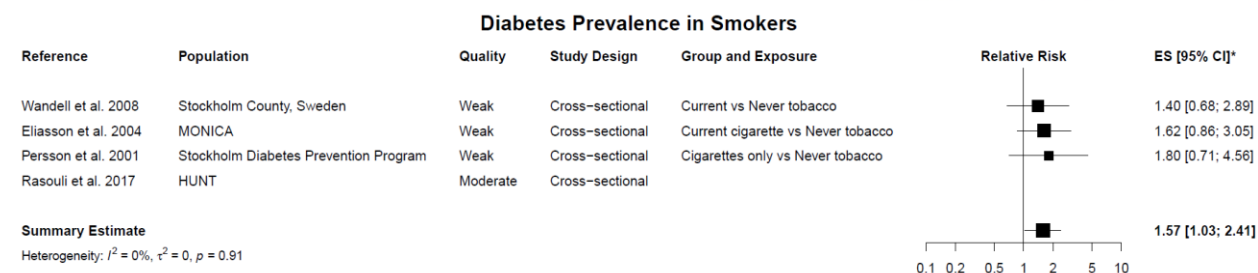 Diabetes Prevalence in Smokers
Reference Population Quality Study Design Group and Exposure Relative Risk ES [95% CI]*
Wandell et al. 2008 Stockholm County, Sweden Weak Cross−sectional Current vs Never tobacco 1.40 [0.68; 2.89]
Eliasson et al. 2004 MONICA Weak Cross−sectional Current cigarette vs Never tobacco 1.62 [0.86; 3.05]
Persson et al. 2001 Stockholm Diabetes Prevention Program Weak Cross−sectional Cigarettes only vs Never tobacco 1.80 [0.71; 4.56]
Rasouli et al. 2017 HUNT Moderate Cross−sectional
Summary Estimate 1.57 [1.03; 2.41]
Heterogeneity: I² = 0%, τ² = 0, p = 0.91
0.1 0.2 0.5 1 2 5 10